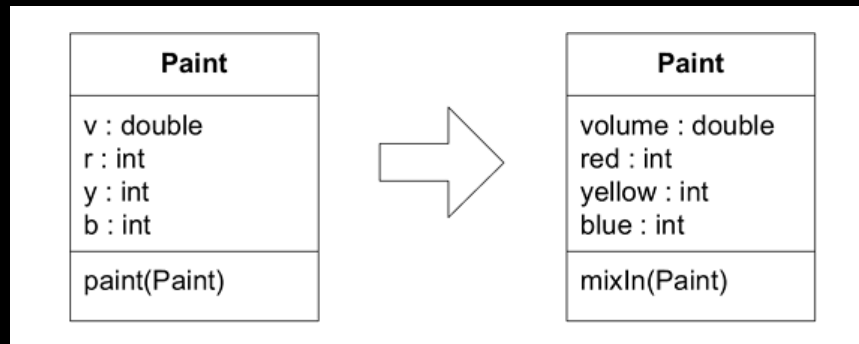 Paint
v : double
r : int
y : int
b : int
paint(Paint)
Paint
volume : double
red : int
yellow : int
blue : int
mixIn(Paint)